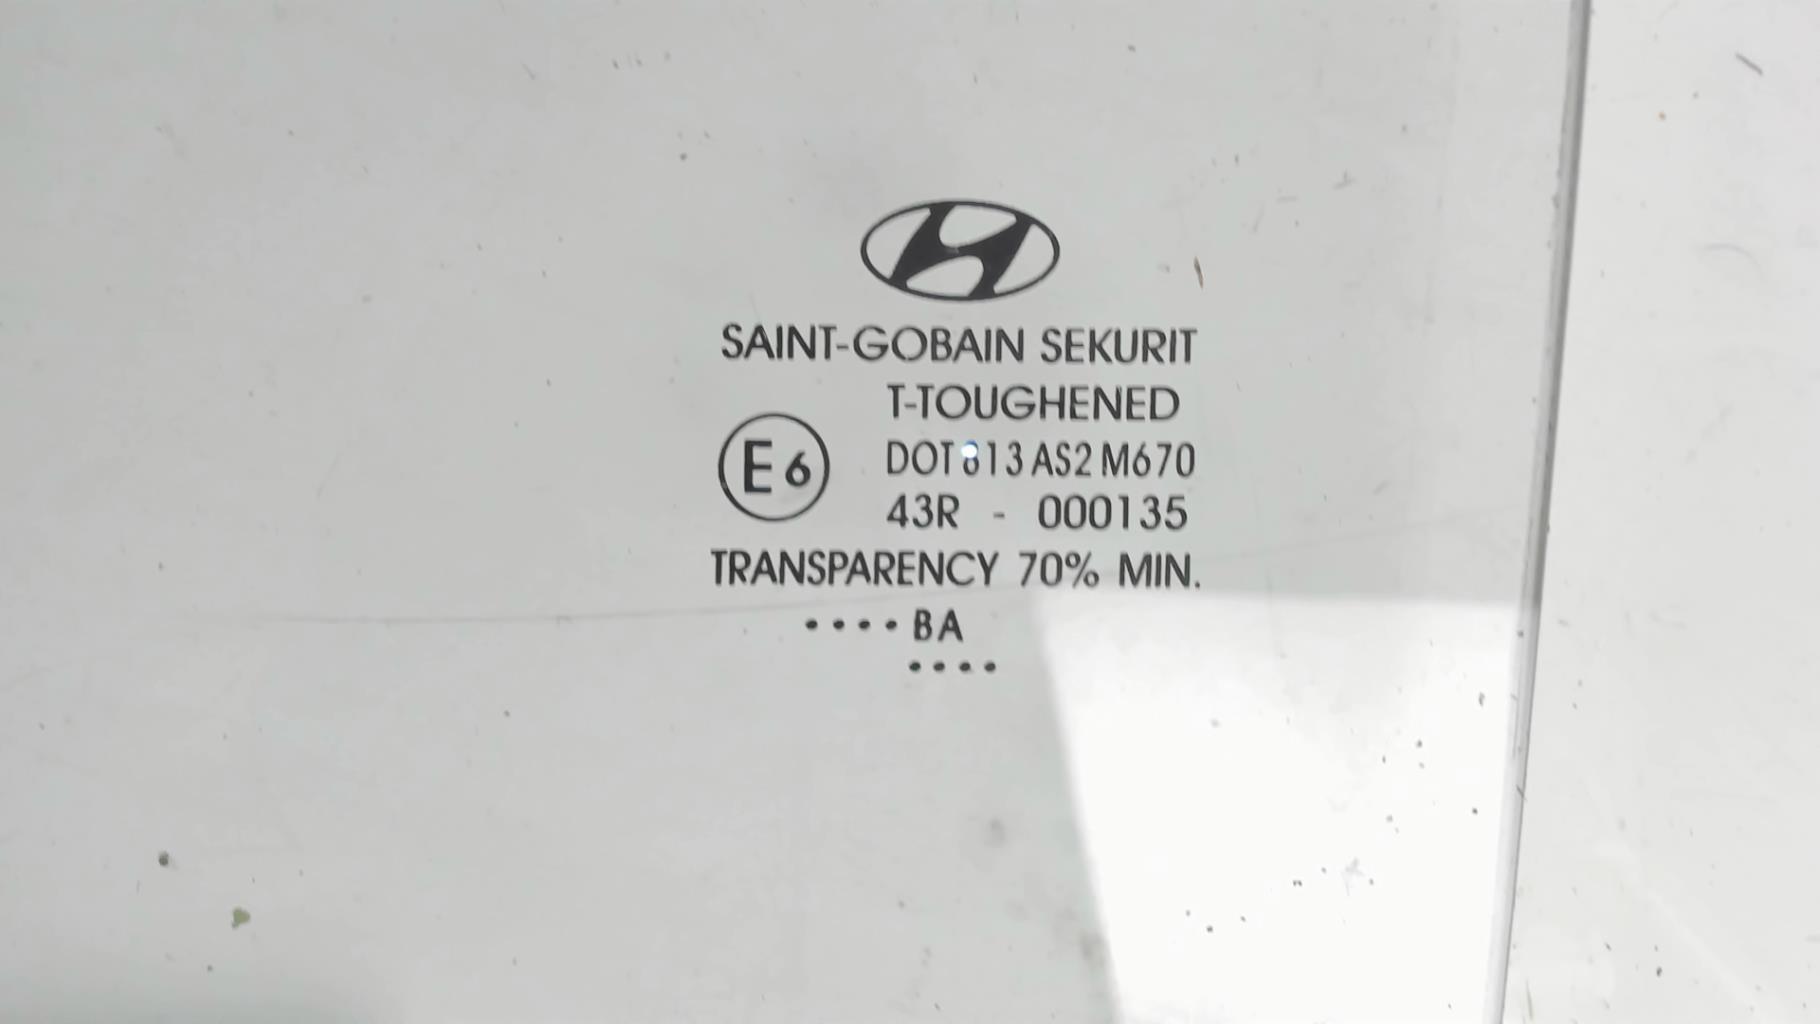 SAINT-GOBAIN SEKURIT
T-TOUGHENED
E6
DOT 813 AS2 M670
43R - 000135
TRANSPARENCY 70% MIN.
••••BA
••••